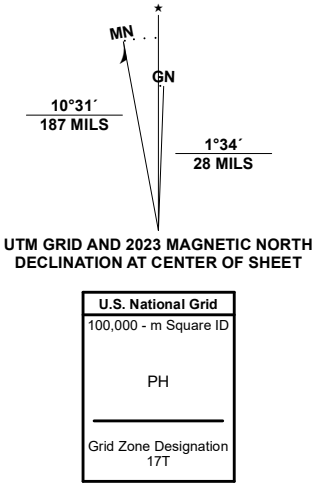 ★
MN
GN
10°31´
187 MILS
1°34´
28 MILS
UTM GRID AND 2023 MAGNETIC NORTH
DECLINATION AT CENTER OF SHEET
U.S. National Grid
100,000 - m Square ID
PH
Grid Zone Designation
17T